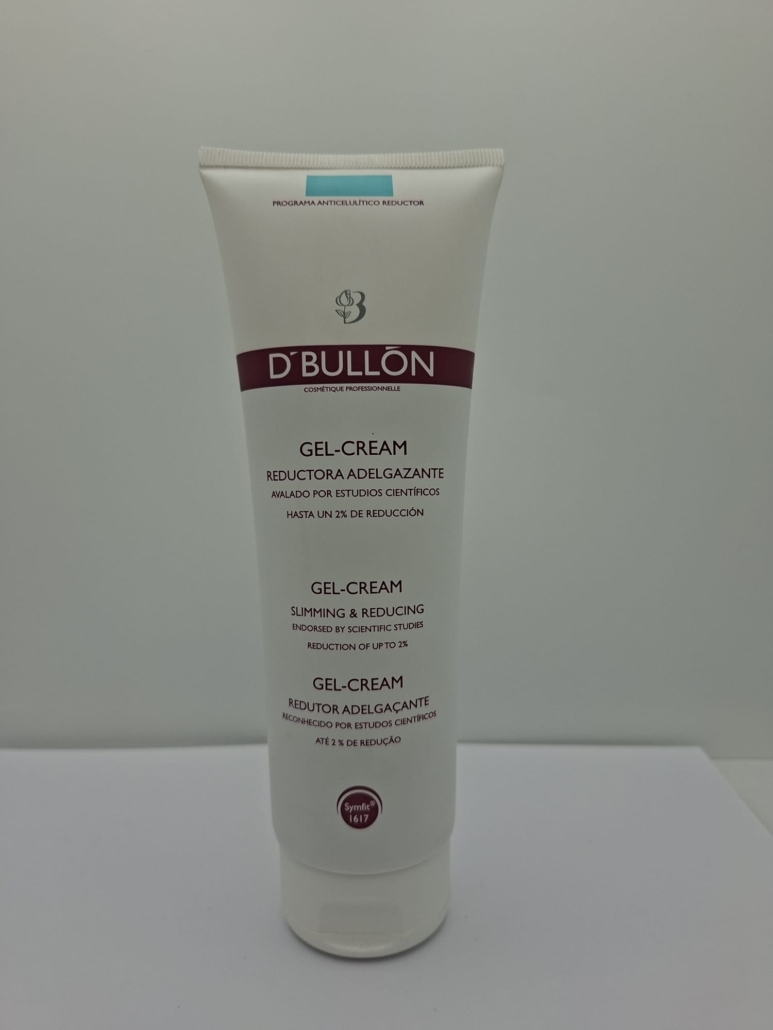 PROGRAMA ANTICELULÍTICO REDUCTOR
B
D´BULLÓN
COSMÉTIQUE PROFESSIONNELLE
GEL-CREAM
REDUCTORA ADELGAZANTE
AVALADO POR ESTUDIOS CIENTÍFICOS
HASTA UN 2% DE REDUCCIÓN
GEL-CREAM
SLIMMING & REDUCING
ENDORSED BY SCIENTIFIC STUDIES
REDUCTION OF UP TO 2%
GEL-CREAM
REDUTOR ADELGAÇANTE
RECONHECIDO POR ESTUDOS CIENTÍFICOS
ATÉ 2 % DE REDUÇÃO
Symfit®
1617